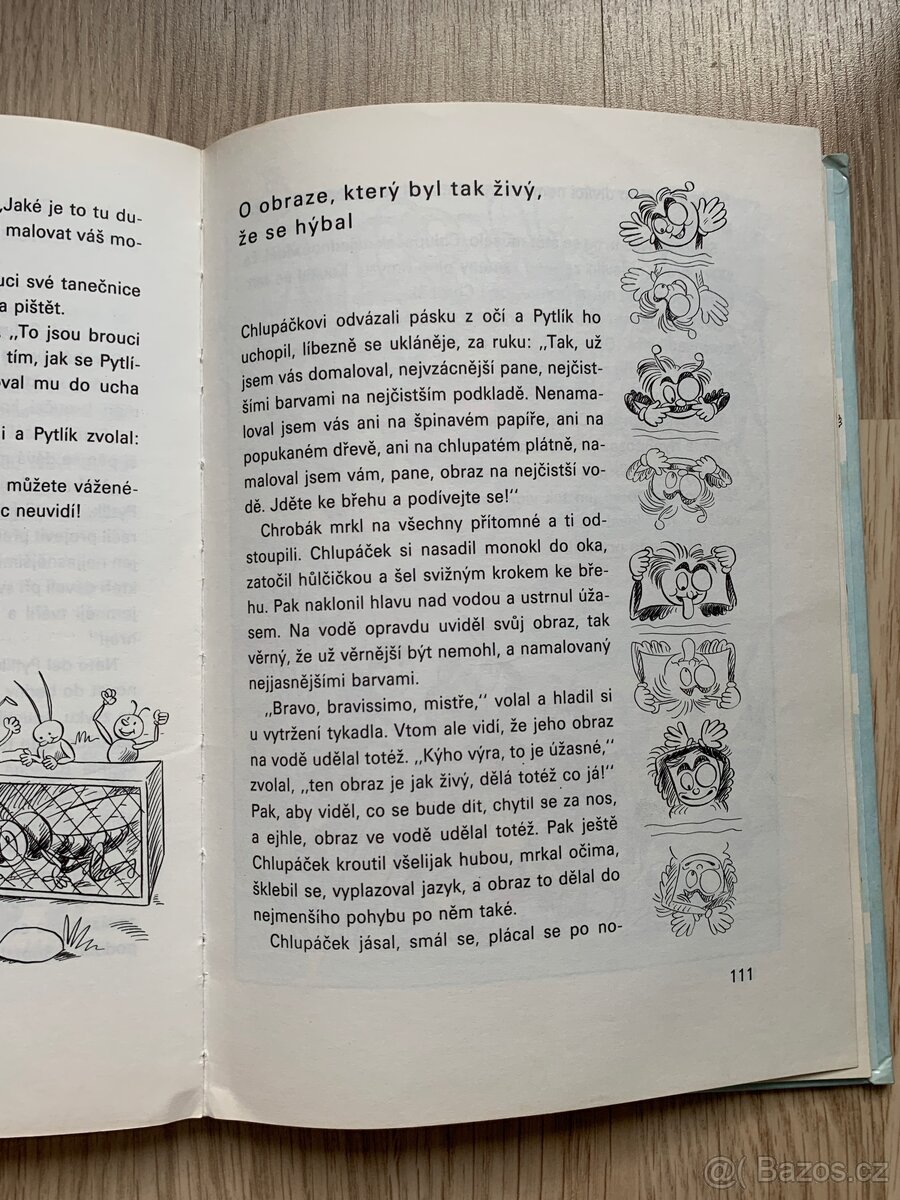 „Jaké je to tu du-
malovat váš mo-
uci své tanečnice
a pištět.
„To jsou brouci
tím, jak se Pytlí-
oval mu do ucha
i a Pytlík zvolal:
můžete vážené-
c neuvidí!
O obraze, který byl tak živý,
že se hýbal
Chlupáčkovi odvázali pásku z očí a Pytlík ho
uchopil, líbezně se ukláněje, za ruku: „Tak, už
jsem vás domaloval, nejvzácnější pane, nejčist-
šími barvami na nejčistším podkladě. Nenama-
loval jsem vás ani na špinavém papíře, ani na
popukaném dřevě, ani na chlupatém plátně, na-
maloval jsem vám, pane, obraz na nejčistší vo-
dě. Jděte ke břehu a podívejte se!“
Chrobák mrkl na všechny přítomné a ti od-
stoupili. Chlupáček si nasadil monokl do oka,
zatočil hůlčičkou a šel svižným krokem ke bře-
hu. Pak naklonil hlavu nad vodou a ustrnul úža-
sem. Na vodě opravdu uviděl svůj obraz, tak
věrný, že už věrnější být nemohl, a namalovaný
nejjasnějšími barvami.
„Bravo, bravissimo, mistře,“ volal a hladil si
u vytržení tykadla. Vtom ale vidí, že jeho obraz
na vodě udělal totéž. „Kýho výra, to je úžasné,“
zvolal, „ten obraz je jak živý, dělá totéž co já!“
Pak, aby viděl, co se bude dít, chytil se za nos,
a ejhle, obraz ve vodě udělal totéž. Pak ještě
Chlupáček kroutil všelijak hubou, mrkal očima,
šklebil se, vyplazoval jazyk, a obraz to dělal do
nejmenšího pohybu po něm také.
Chlupáček jásal, smál se, plácal se po no-
111
@ Bazos.cz